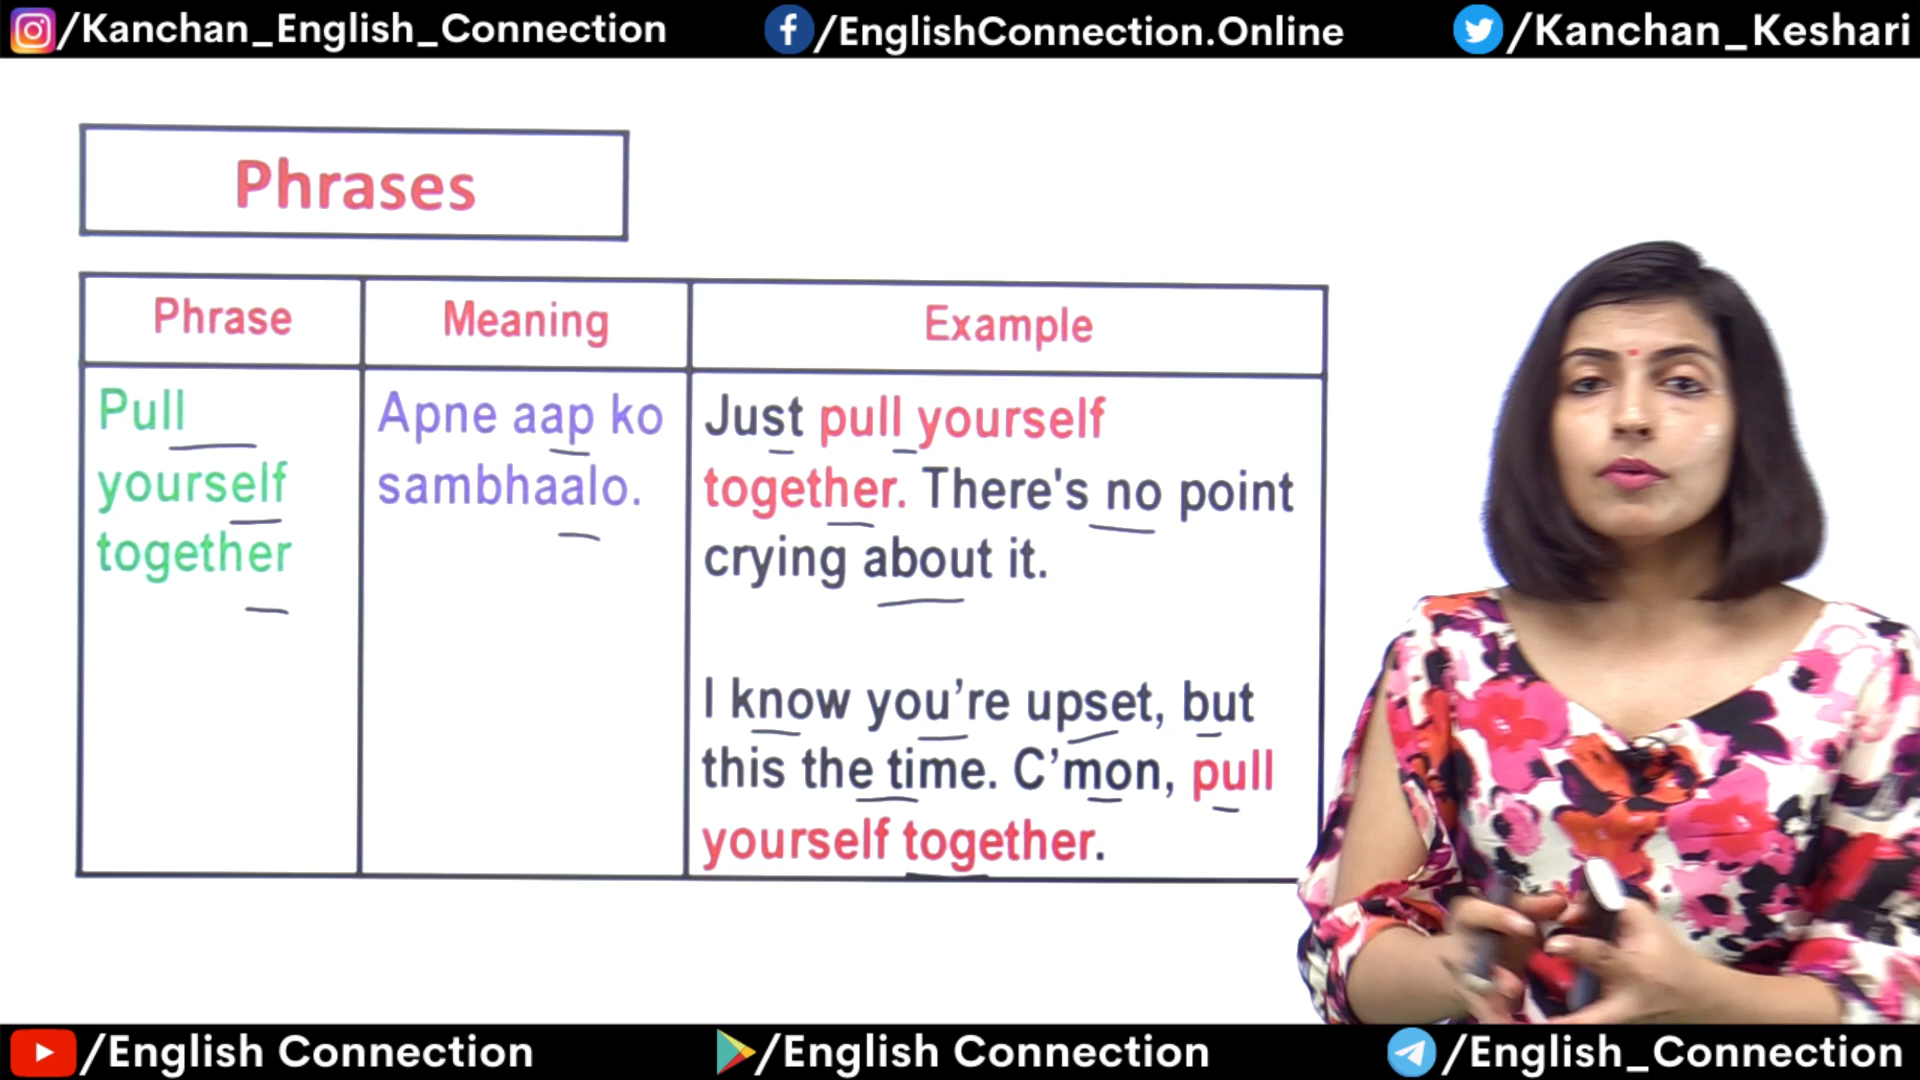 /Kanchan_English_Connection
/EnglishConnection.Online
/Kanchan_Keshari
Phrases
Phrase
Meaning
Example
Pull
yourself
together
Apne aap ko
sambhaalo.
Just pull yourself
together. There's no point
crying about it.
I know you’re upset, but
this the time. C’mon, pull
yourself together.
/English Connection
/English Connection
/English_Connection